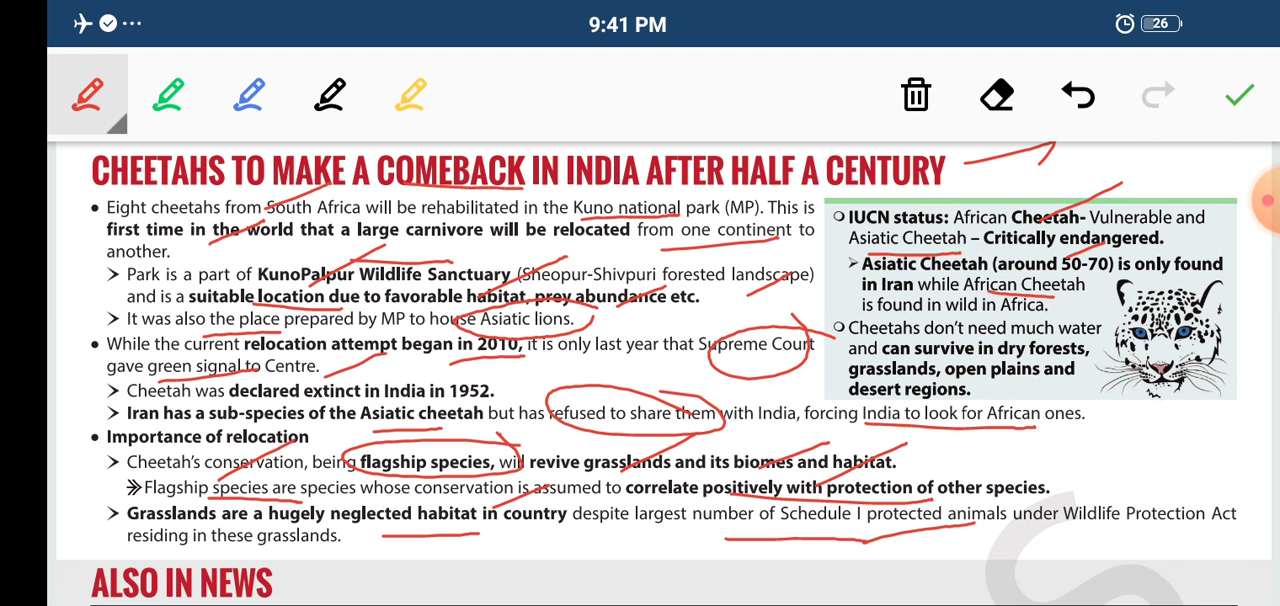 9:41 PM
26
CHEETAHS TO MAKE A COMEBACK IN INDIA AFTER HALF A CENTURY
• Eight cheetahs from South Africa will be rehabilitated in the Kuno national park (MP). This is
first time in the world that a large carnivore will be relocated from one continent to
another.
➢ Park is a part of KunoPalpur Wildlife Sanctuary (Sheopur-Shivpuri forested landscape)
and is a suitable location due to favorable habitat, prey abundance etc.
➢ It was also the place prepared by MP to house Asiatic lions.
• While the current relocation attempt began in 2010, it is only last year that Supreme Court
gave green signal to Centre.
➢ Cheetah was declared extinct in India in 1952.
➢ Iran has a sub-species of the Asiatic cheetah but has refused to share them with India, forcing India to look for African ones.
• Importance of relocation
➢ Cheetah's conservation, being flagship species, will revive grasslands and its biomes and habitat.
⪢ Flagship species are species whose conservation is assumed to correlate positively with protection of other species.
➢ Grasslands are a hugely neglected habitat in country despite largest number of Schedule I protected animals under Wildlife Protection Act
residing in these grasslands.
○ IUCN status: African Cheetah- Vulnerable and
Asiatic Cheetah – Critically endangered.
➢ Asiatic Cheetah (around 50-70) is only found
in Iran while African Cheetah
is found in wild in Africa.
○ Cheetahs don't need much water
and can survive in dry forests,
grasslands, open plains and
desert regions.
ALSO IN NEWS